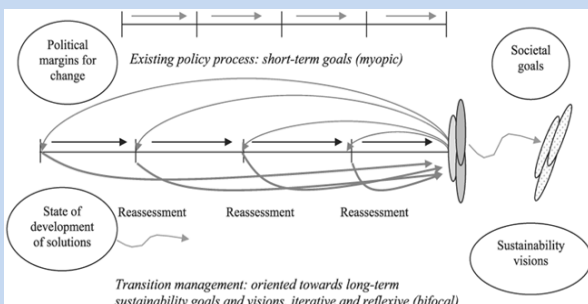 Political
margins for
change
Existing policy process: short-term goals (myopic)
Societal
goals
State of
development
of solutions
Reassessment
Reassessment
Reassessment
Sustainability
visions
Transition management: oriented towards long-term
sustainability goals and visions, iterative and reflexive (bifocal)